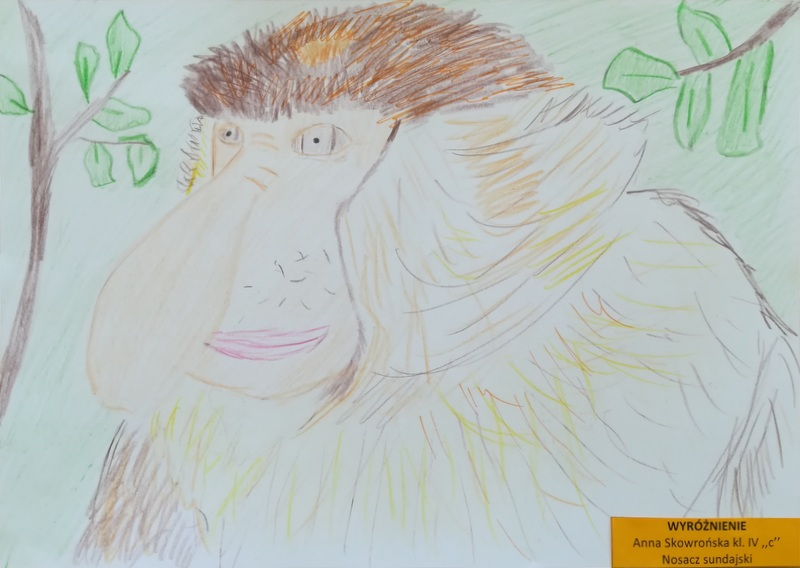 WYRÓŻNIENIE
Anna Skowrońska kl. IV ,,c’’
Nosacz sundajski